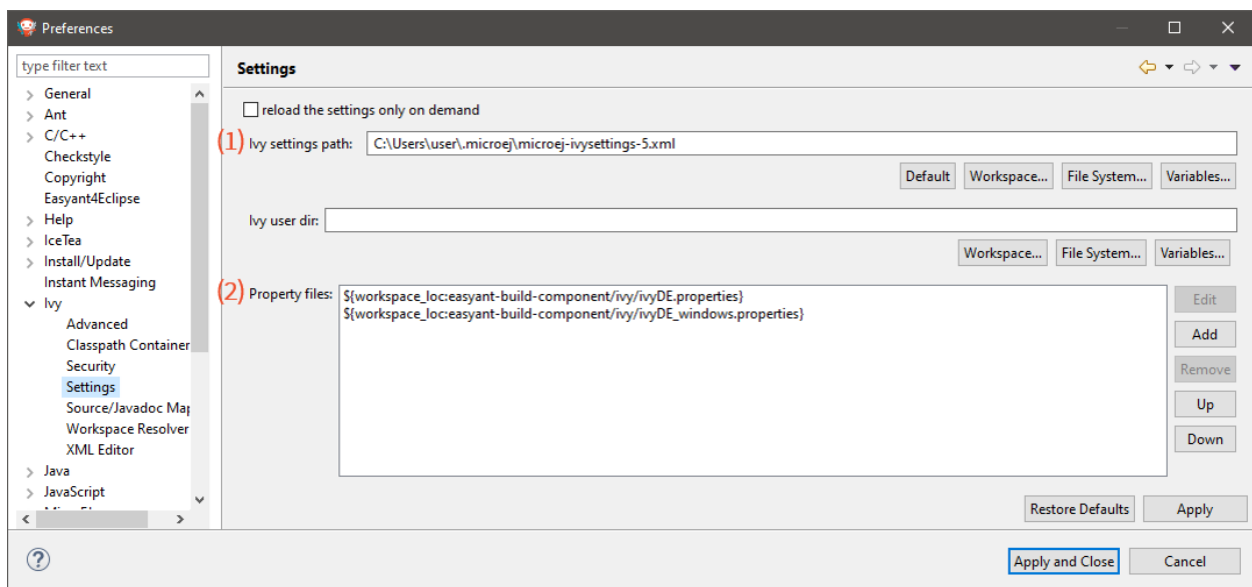 Preferences
type filter text
General
Ant
C/C++
Checkstyle
Copyright
Easyant4Eclipse
Help
IceTea
Install/Update
Instant Messaging
Ivy
Advanced
Classpath Container
Security
Settings
Source/Javadoc Map
Workspace Resolver
XML Editor
Java
JavaScript
Settings
reload the settings only on demand
(1) Ivy settings path: C:\Users\user\.microej\microej-ivysettings-5.xml
Default Workspace... File System... Variables...
Ivy user dir:
Workspace... File System... Variables...
(2) Property files: ${workspace_loc:easyant-build-component/ivy/ivyDE.properties}
${workspace_loc:easyant-build-component/ivy/ivyDE_windows.properties}
Edit
Add
Remove
Up
Down
Restore Defaults Apply
? Apply and Close Cancel